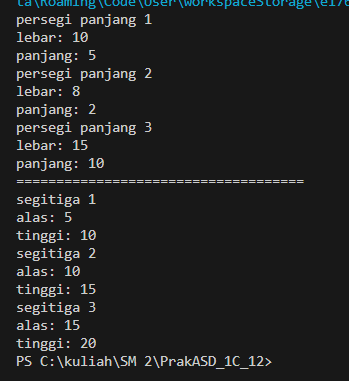 ta\Roaming\Code\User\workspaceStorage\e176
persegi panjang 1
lebar: 10
panjang: 5
persegi panjang 2
lebar: 8
panjang: 2
persegi panjang 3
lebar: 15
panjang: 10
====================================
segitiga 1
alas: 5
tinggi: 10
segitiga 2
alas: 10
tinggi: 15
segitiga 3
alas: 15
tinggi: 20
PS C:\kuliah\SM 2\PrakASD_1C_12>